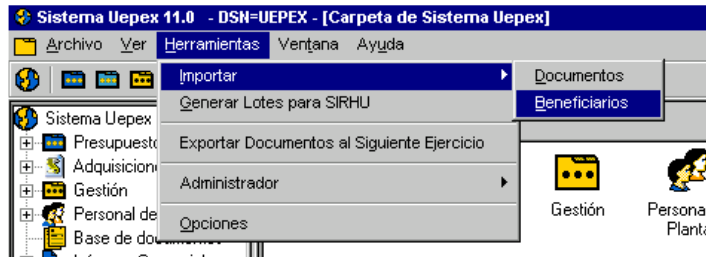 Sistema Uepex 11.0 - DSN=UEPEX - [Carpeta de Sistema Uepex]
Archivo Ver Herramientas Ventana Ayuda
Importar
Documentos
Generar Lotes para SIRHU
Beneficiarios
Sistema Uepex
Presupuesto
Exportar Documentos al Siguiente Ejercicio
Adquisicion
Administrador
Gestión
Gestión
Persona
Personal de
Planta
Opciones
Base de documentos